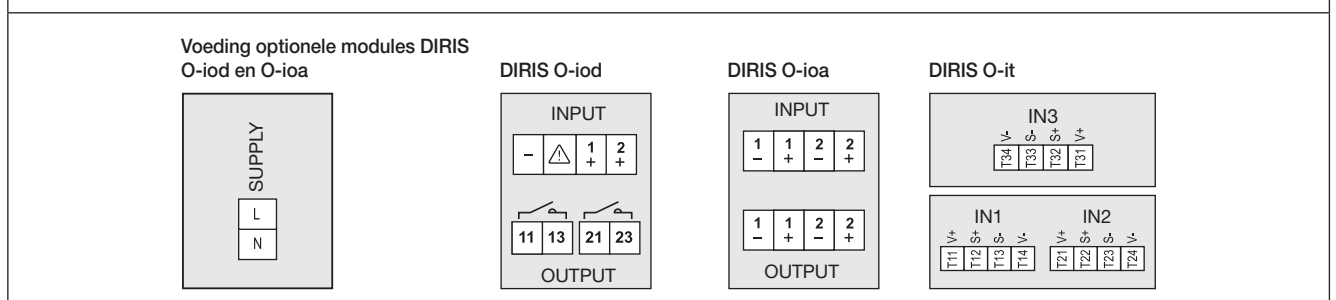 Voeding optionele modules DIRIS
O-iod en O-ioa
SUPPLY
L
N
DIRIS O-iod
INPUT
– ⚠ 1 + 2 +
11 13 21 23
OUTPUT
DIRIS O-ioa
INPUT
1 – 1 + 2 – 2 +
1 – 1 + 2 – 2 +
OUTPUT
DIRIS O-it
IN3
V- S- S+ V+
T34 T33 T32 T31
IN1
V+ S+ S- V-
T11 T12 T13 T14
IN2
V+ S+ S- V-
T21 T22 T23 T24